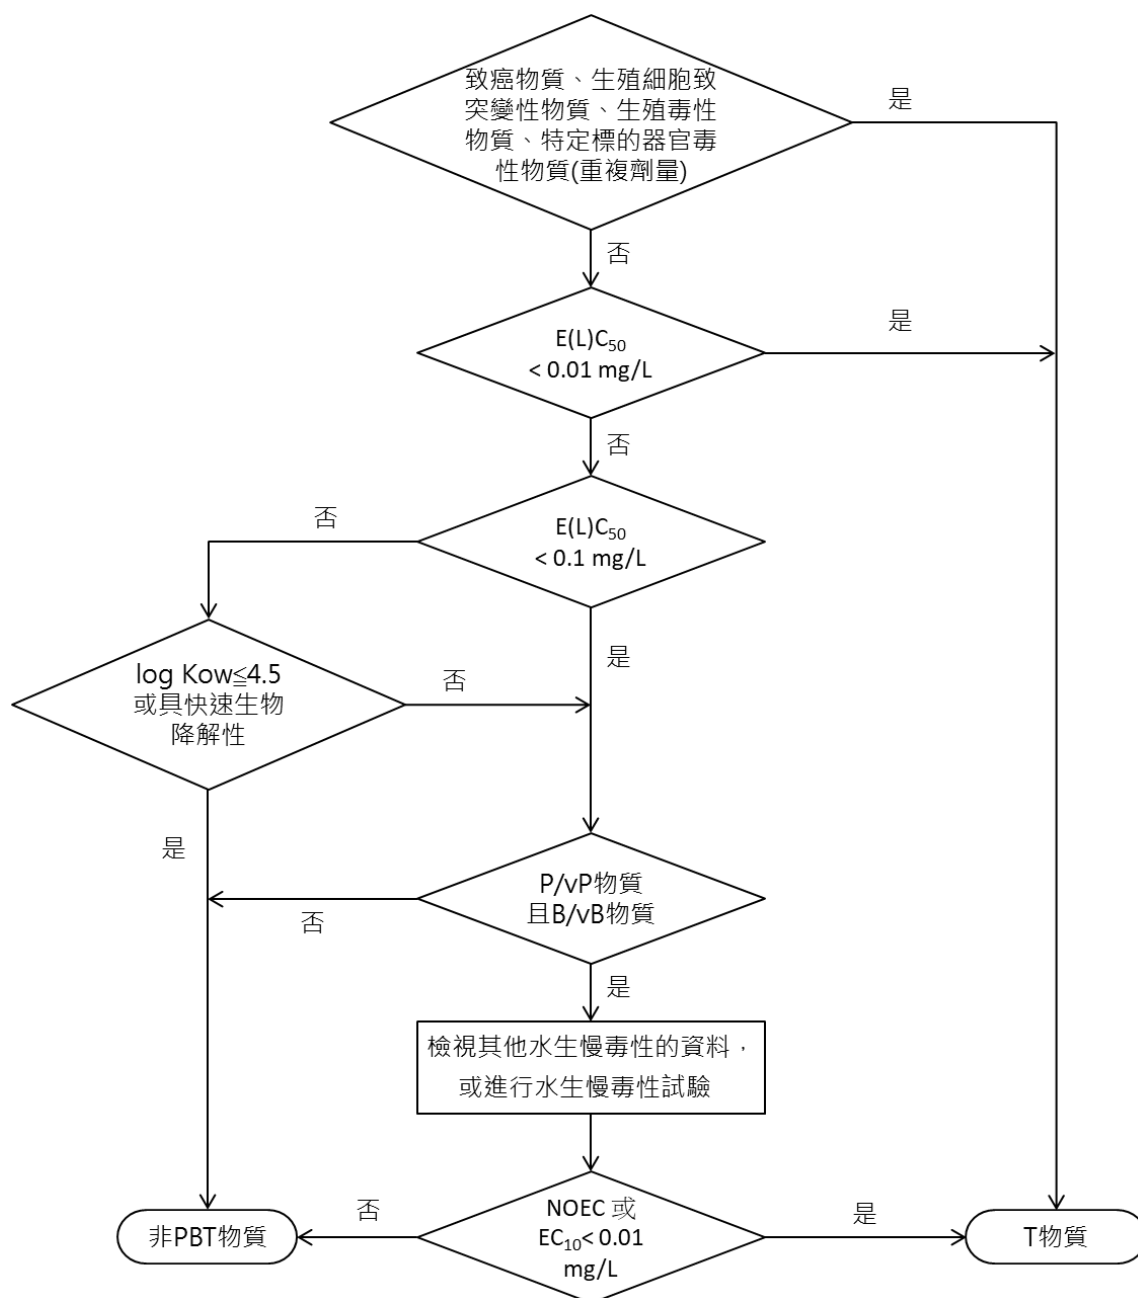 致癌物質、生殖細胞致
突變性物質、生殖毒性
物質、特定標的器官毒
性物質(重複劑量)
是
否
E(L)C₅₀
< 0.01 mg/L
是
否
E(L)C₅₀
< 0.1 mg/L
否
是
log Kow≦4.5
或具快速生物
降解性
否
是
P/vP物質
且B/vB物質
否
是
檢視其他水生慢毒性的資料，
或進行水生慢毒性試驗
NOEC 或
EC₁₀< 0.01
mg/L
否
是
非PBT物質
T物質